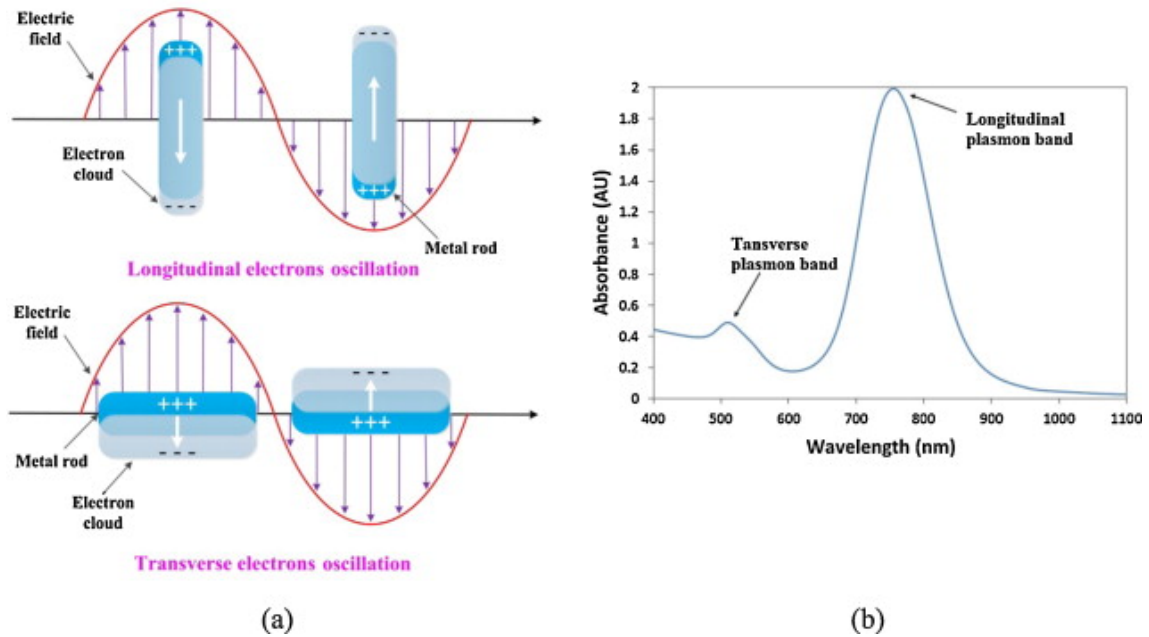 Electric
field
+++
- - -
Electron
cloud
- - -
+++
Metal rod
Longitudinal electrons oscillation
Electric
field
+++
- - -
Metal rod
- - -
+++
Electron
cloud
Transverse electrons oscillation
(a)
Absorbance (AU)
2
1.8
1.6
1.4
1.2
1
0.8
0.6
0.4
0.2
0
Longitudinal
plasmon band
Tansverse
plasmon band
400 500 600 700 800 900 1000 1100
Wavelength (nm)
(b)